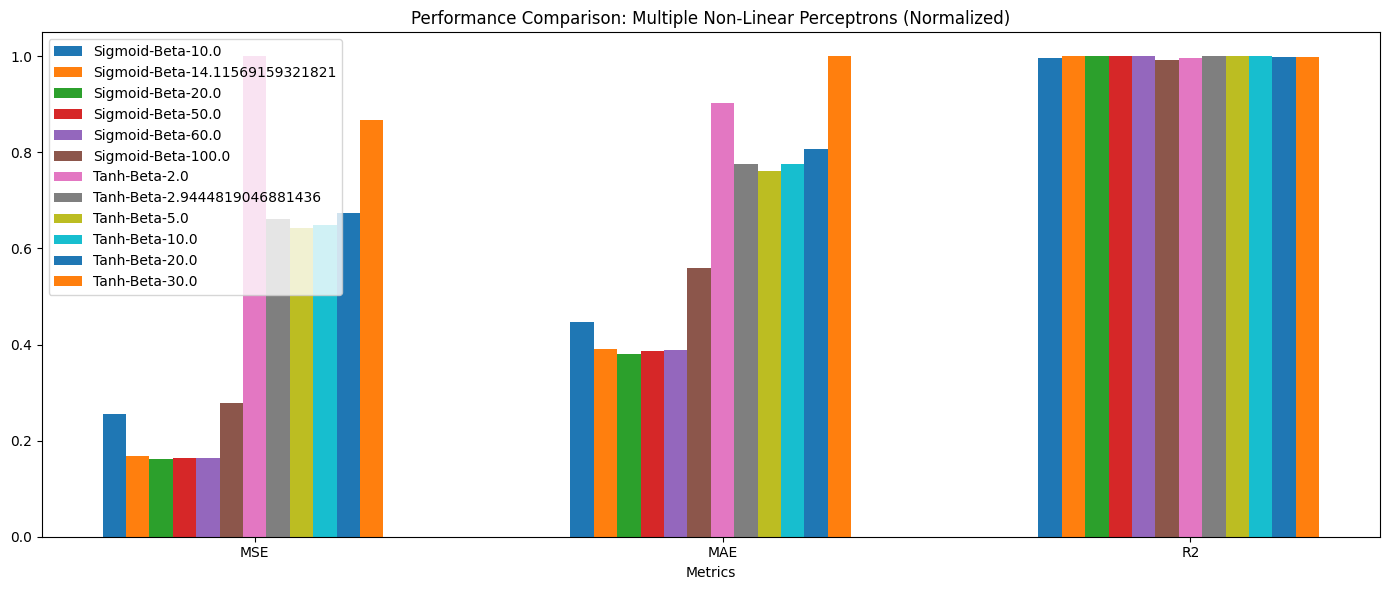 Performance Comparison: Multiple Non-Linear Perceptrons (Normalized)
1.0
0.8
0.6
0.4
0.2
0.0
Sigmoid-Beta-10.0
Sigmoid-Beta-14.11569159321821
Sigmoid-Beta-20.0
Sigmoid-Beta-50.0
Sigmoid-Beta-60.0
Sigmoid-Beta-100.0
Tanh-Beta-2.0
Tanh-Beta-2.9444819046881436
Tanh-Beta-5.0
Tanh-Beta-10.0
Tanh-Beta-20.0
Tanh-Beta-30.0
MSE
MAE
R2
Metrics